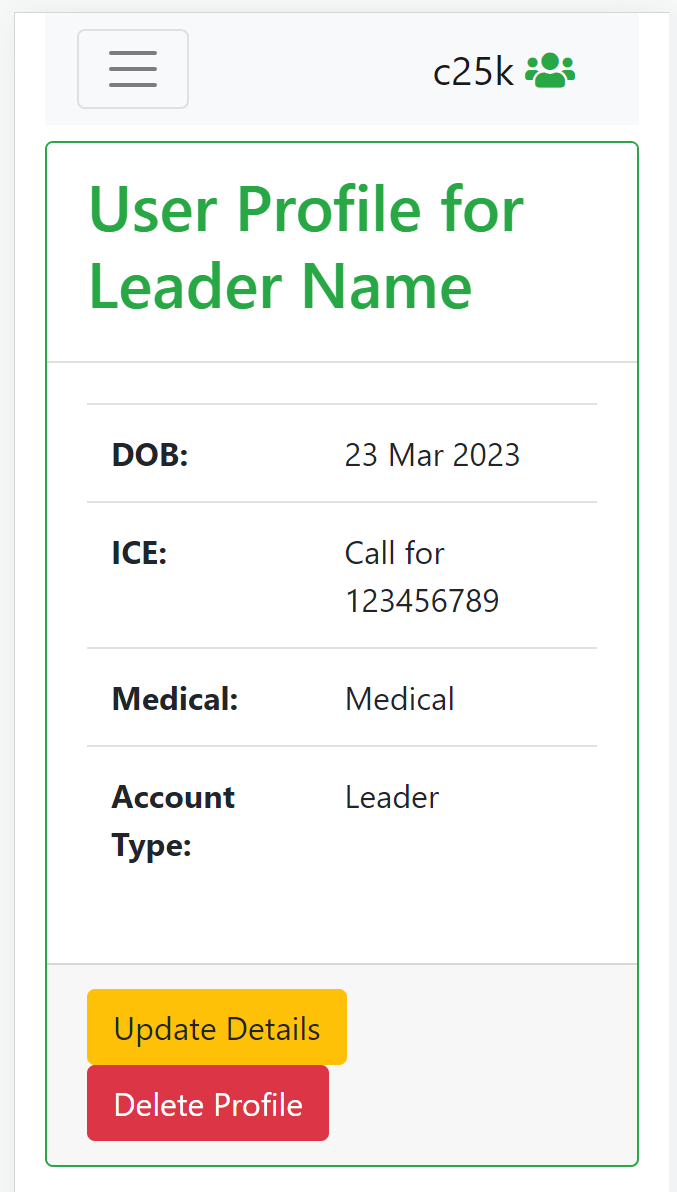 c25k
User Profile for
Leader Name
DOB: 23 Mar 2023
ICE: Call for
123456789
Medical: Medical
Account Leader
Type:
Update Details
Delete Profile